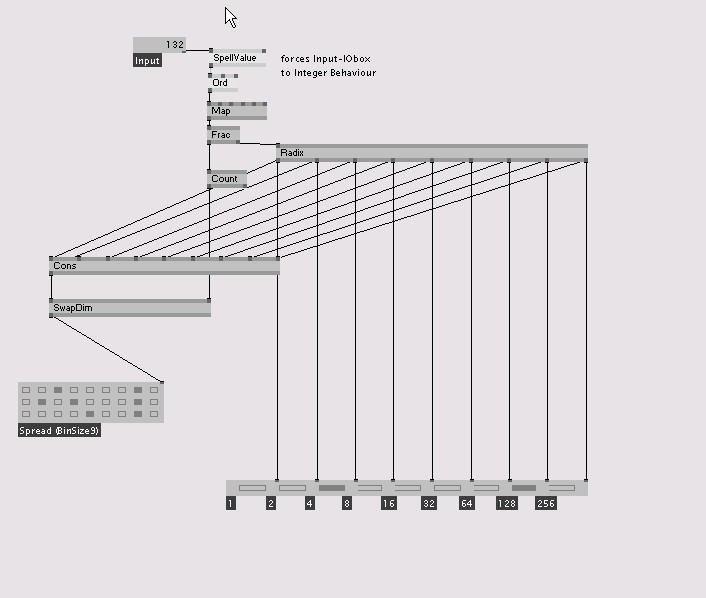 132
Input
SpellValue
forces Input-IObox
to Integer Behaviour
Ord
Map
Frac
Radix
Count
Cons
SwapDim
Spread (BinSize9)
1 2 4 8 16 32 64 128 256